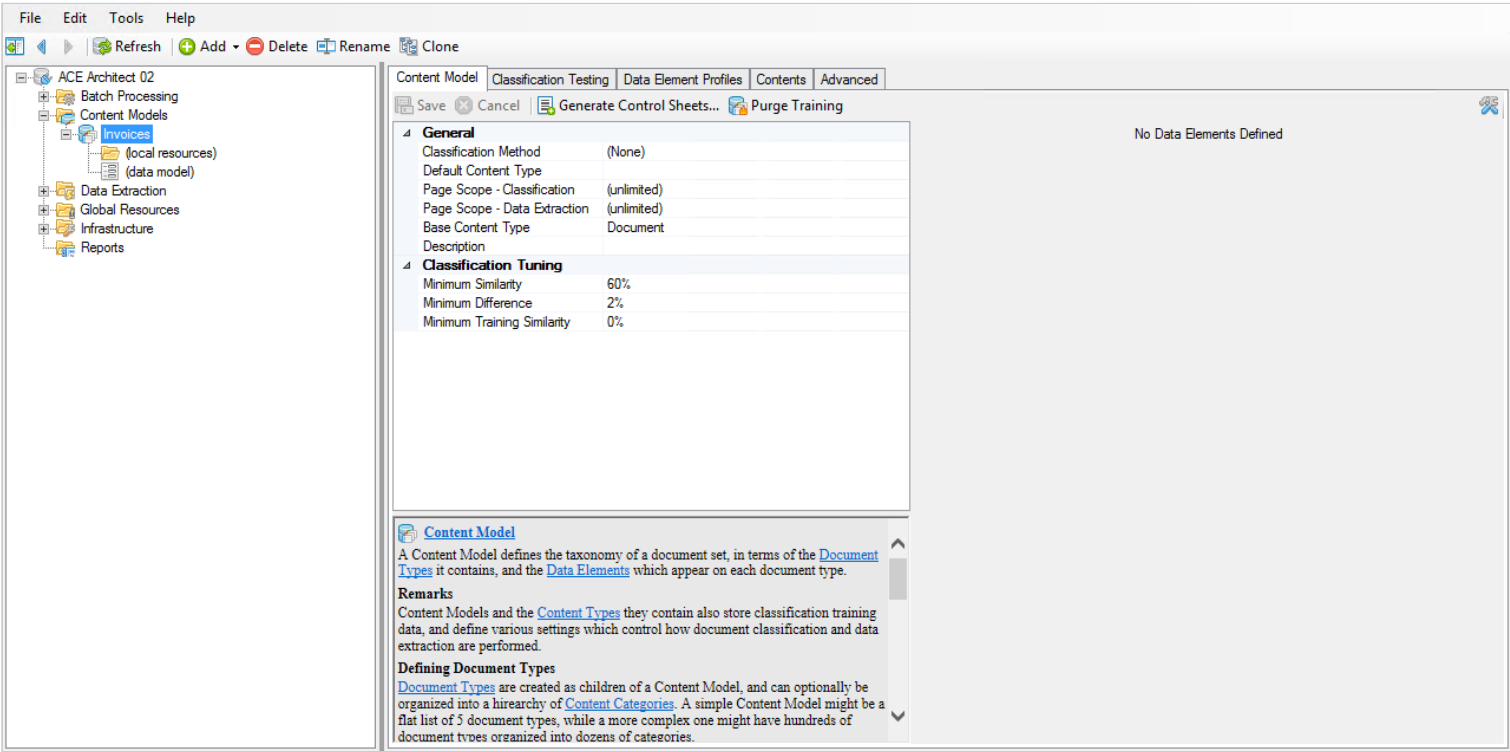 File Edit Tools Help
Refresh Add Delete Rename Clone
ACE Architect 02
Batch Processing
Content Models
Invoices
(local resources)
(data model)
Data Extraction
Global Resources
Infrastructure
Reports
Content Model Classification Testing Data Element Profiles Contents Advanced
Save Cancel Generate Control Sheets... Purge Training
General
Classification Method (None)
Default Content Type
Page Scope - Classification (unlimited)
Page Scope - Data Extraction (unlimited)
Base Content Type Document
Description
Classification Tuning
Minimum Similarity 60%
Minimum Difference 2%
Minimum Training Similarity 0%
No Data Elements Defined
Content Model
A Content Model defines the taxonomy of a document set, in terms of the Document
Types it contains, and the Data Elements which appear on each document type.
Remarks
Content Models and the Content Types they contain also store classification training
data, and define various settings which control how document classification and data
extraction are performed.
Defining Document Types
Document Types are created as children of a Content Model, and can optionally be
organized into a hirearchy of Content Categories. A simple Content Model might be a
flat list of 5 document types, while a more complex one might have hundreds of
document types organized into dozens of categories.